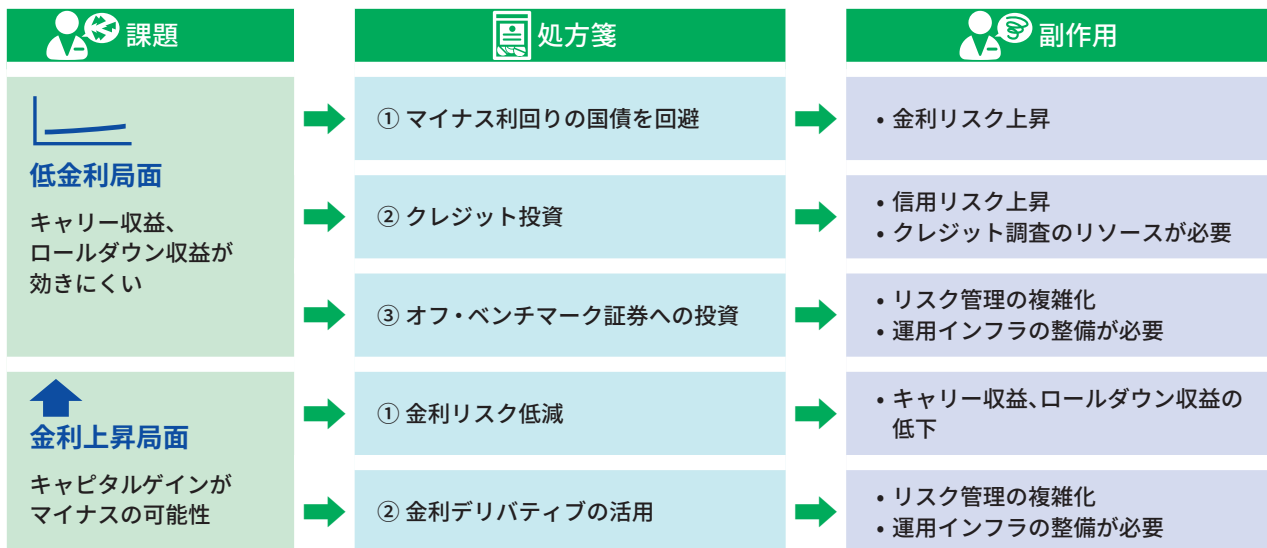 課題
処方箋
副作用
低金利局面
キャリー収益、
ロールダウン収益が
効きにくい
① マイナス利回りの国債を回避
• 金利リスク上昇
② クレジット投資
• 信用リスク上昇
• クレジット調査のリソースが必要
③ オフ・ベンチマーク証券への投資
• リスク管理の複雑化
• 運用インフラの整備が必要
金利上昇局面
キャピタルゲインが
マイナスの可能性
① 金利リスク低減
• キャリー収益、ロールダウン収益の
低下
② 金利デリバティブの活用
• リスク管理の複雑化
• 運用インフラの整備が必要